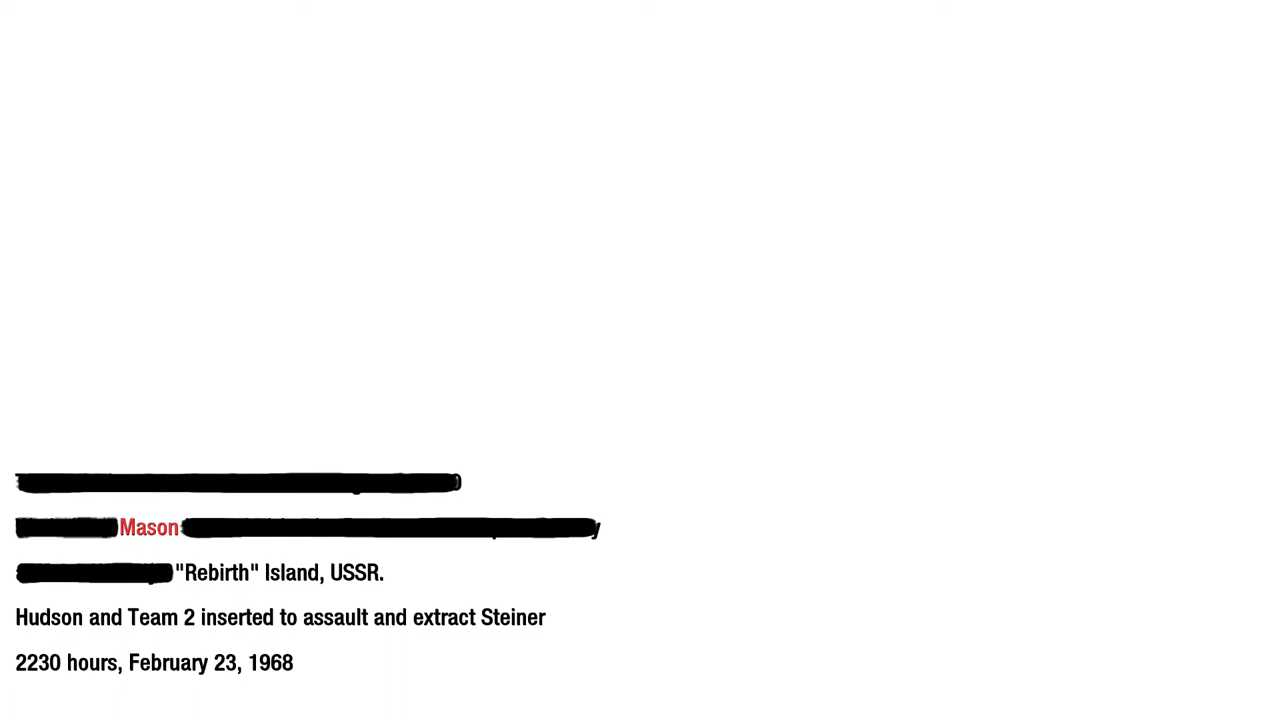 Mason
"Rebirth" Island, USSR.
Hudson and Team 2 inserted to assault and extract Steiner
2230 hours, February 23, 1968